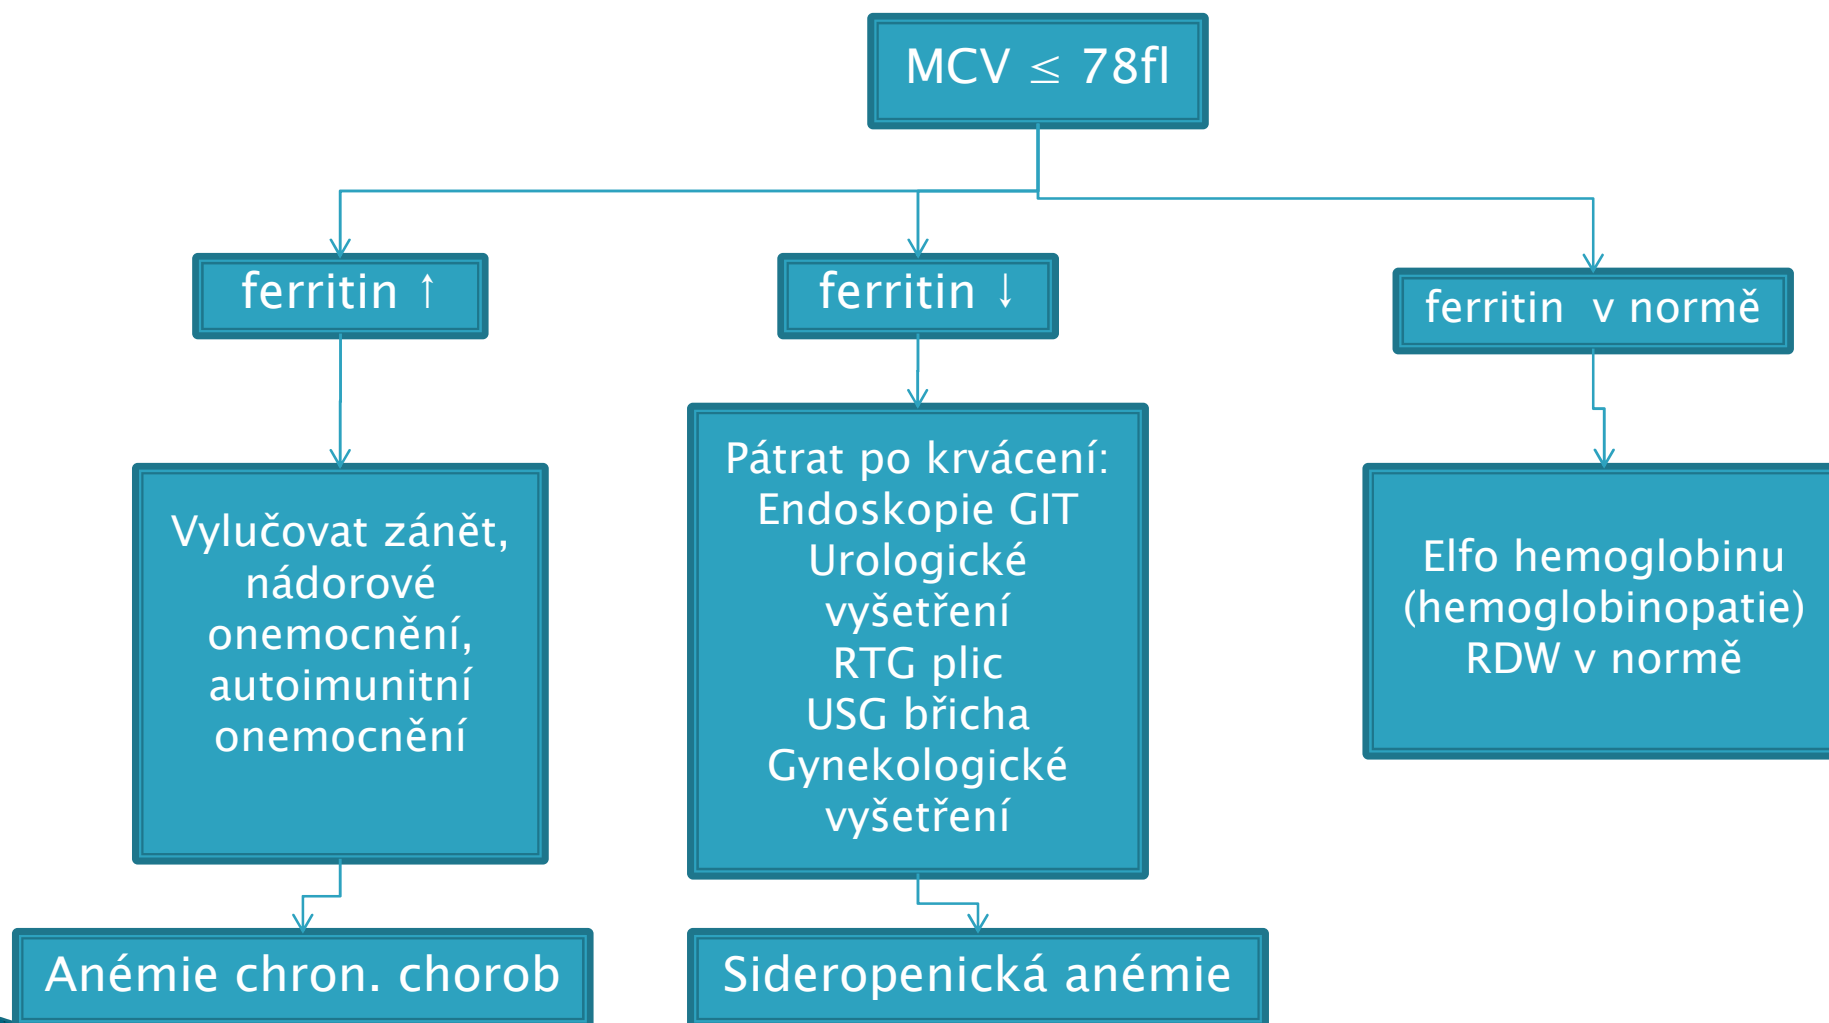 MCV ≤ 78fl
ferritin ↑
ferritin ↓
ferritin v normě
Vylučovat zánět,
nádorové
onemocnění,
autoimunitní
onemocnění
Pátrat po krvácení:
Endoskopie GIT
Urologické
vyšetření
RTG plic
USG břicha
Gynekologické
vyšetření
Elfo hemoglobinu
(hemoglobinopatie)
RDW v normě
Anémie chron. chorob
Sideropenická anémie